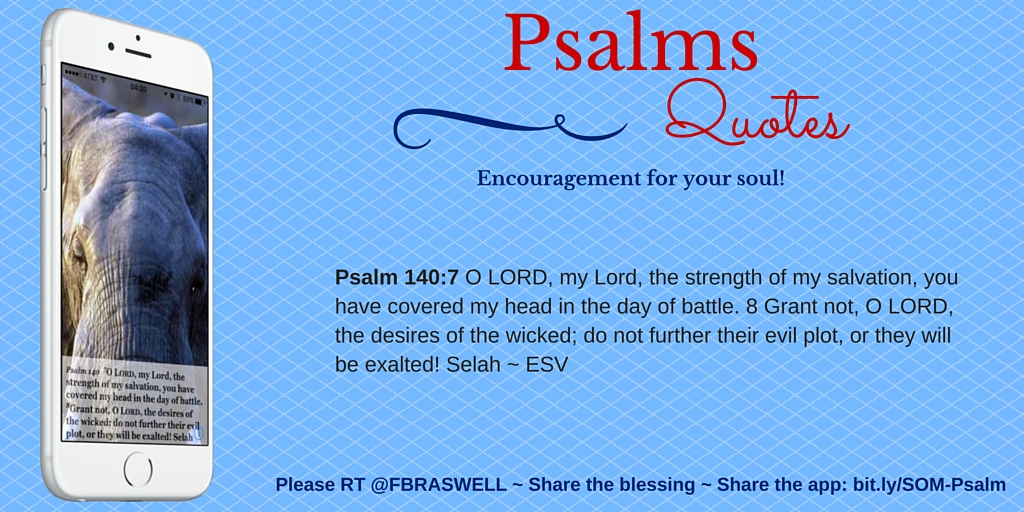 Psalms
Quotes
Encouragement for your soul!
Psalm 140:7 O LORD, my Lord, the strength of my salvation, you
have covered my head in the day of battle. 8 Grant not, O LORD,
the desires of the wicked; do not further their evil plot, or they will
be exalted! Selah ~ ESV
AT&T 04:30 69%
Psalm 140 7O LORD, my Lord, the
strength of my salvation, you have
covered my head in the day of battle.
8Grant not, O LORD, the desires of
the wicked; do not further their evil
plot, or they will be exalted! Selah
Please RT @FBRASWELL ~ Share the blessing ~ Share the app: bit.ly/SOM-Psalm